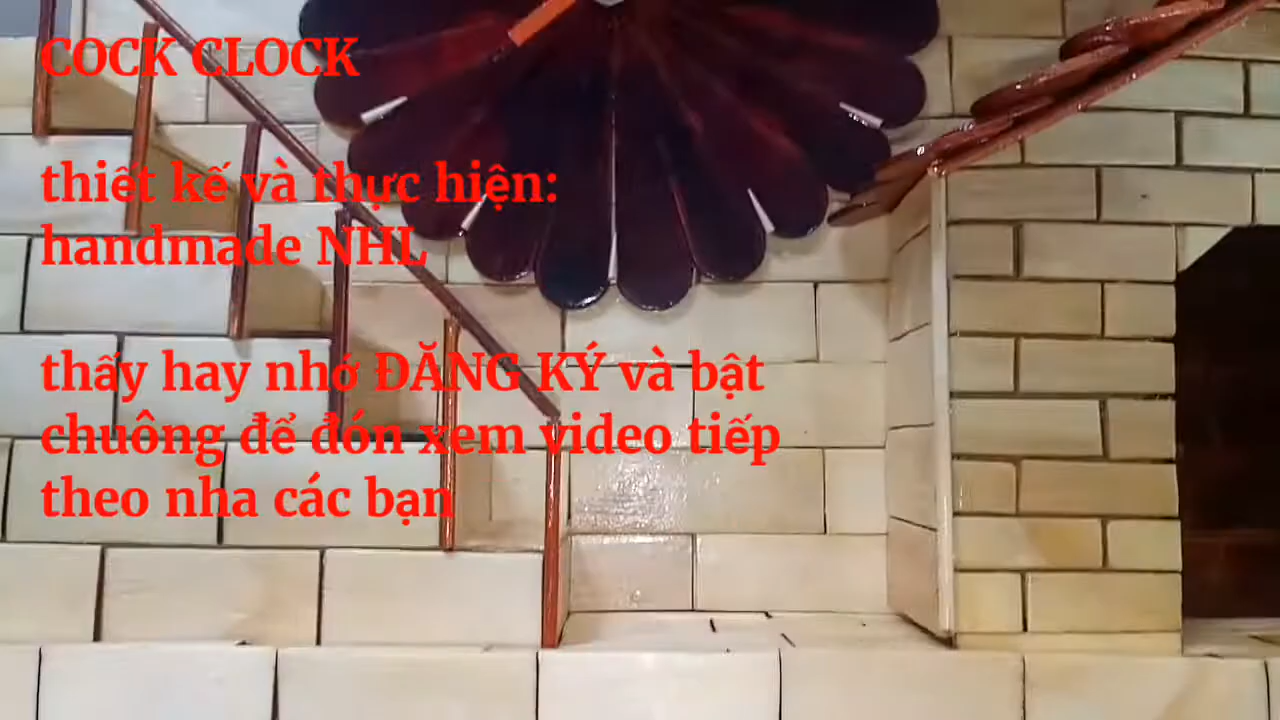 COCK CLOCK
thiết kế và thực hiện:
handmade NHL
thấy hay nhớ ĐĂNG KÝ và bật
chuông để đón xem video tiếp
theo nha các bạn